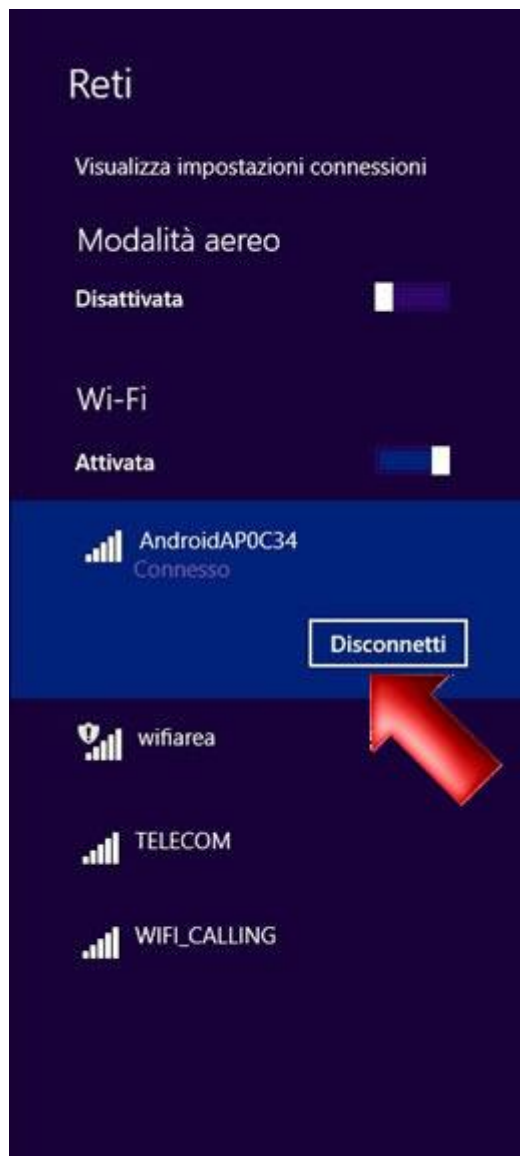 Reti
Visualizza impostazioni connessioni
Modalità aereo
Disattivata
Wi-Fi
Attivata
AndroidAP0C34
Connesso
Disconnetti
wifiarea
TELECOM
WIFI_CALLING